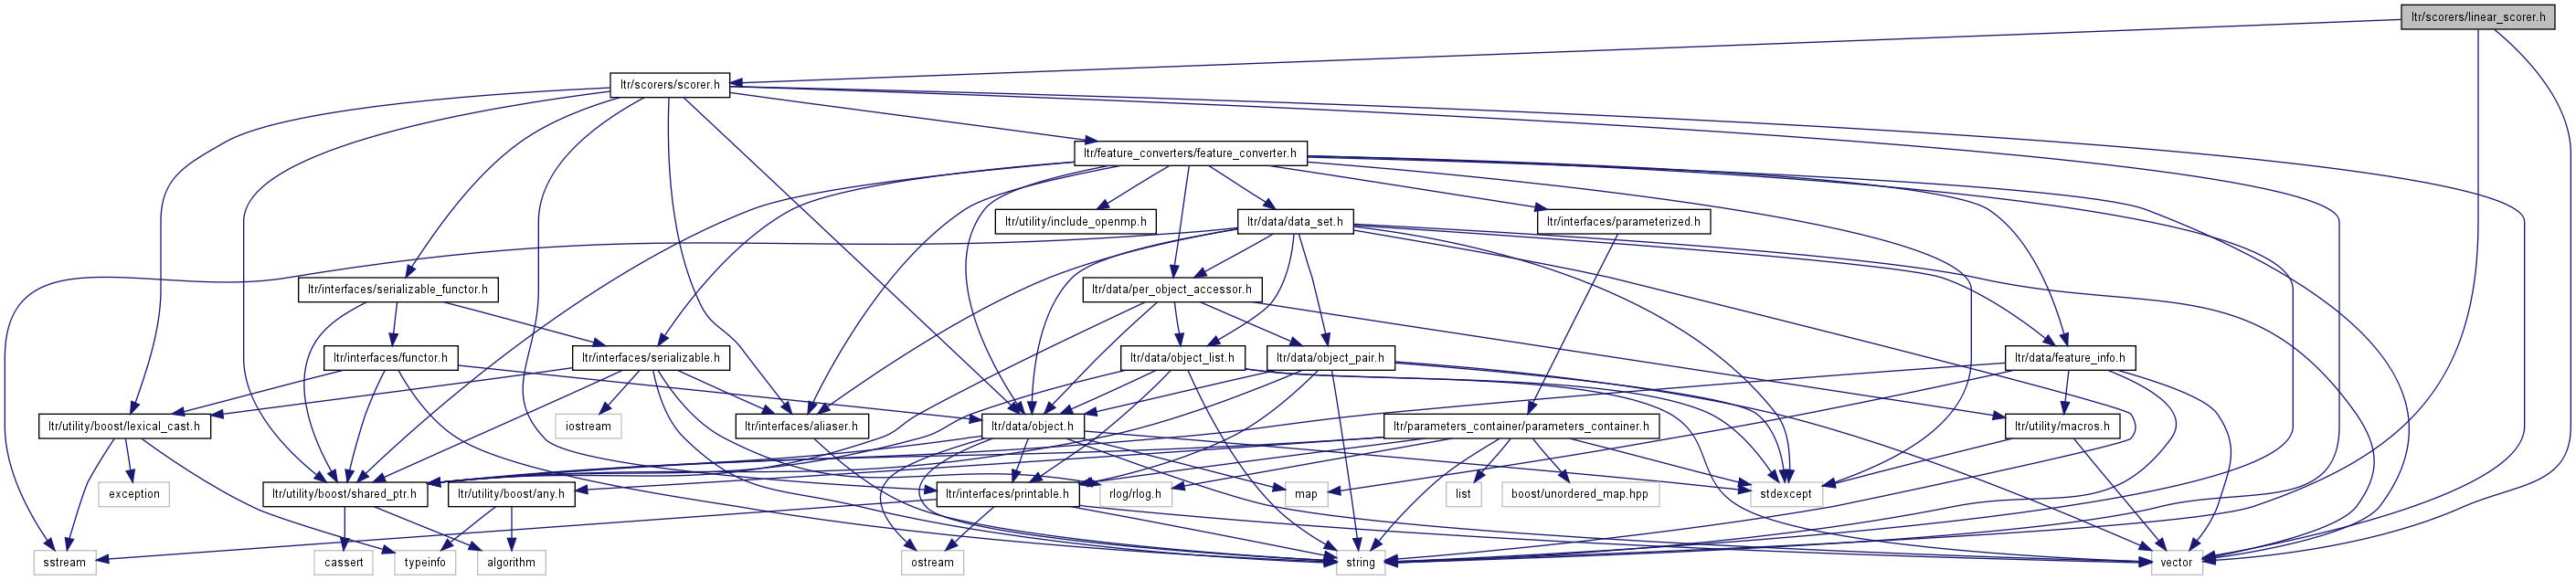 ltr/scorers/linear_scorer.h
ltr/scorers/scorer.h
ltr/feature_converters/feature_converter.h
ltr/utility/include_openmp.h
ltr/data/data_set.h
ltr/interfaces/parameterized.h
ltr/interfaces/serializable_functor.h
ltr/data/per_object_accessor.h
ltr/interfaces/functor.h
ltr/interfaces/serializable.h
ltr/data/object_list.h
ltr/data/object_pair.h
ltr/data/feature_info.h
ltr/utility/boost/lexical_cast.h
iostream
ltr/interfaces/aliaser.h
ltr/data/object.h
ltr/parameters_container/parameters_container.h
ltr/utility/macros.h
exception
ltr/utility/boost/shared_ptr.h
ltr/utility/boost/any.h
ltr/interfaces/printable.h
rlog/rlog.h
map
list
boost/unordered_map.hpp
stdexcept
sstream
cassert
typeinfo
algorithm
ostream
string
vector